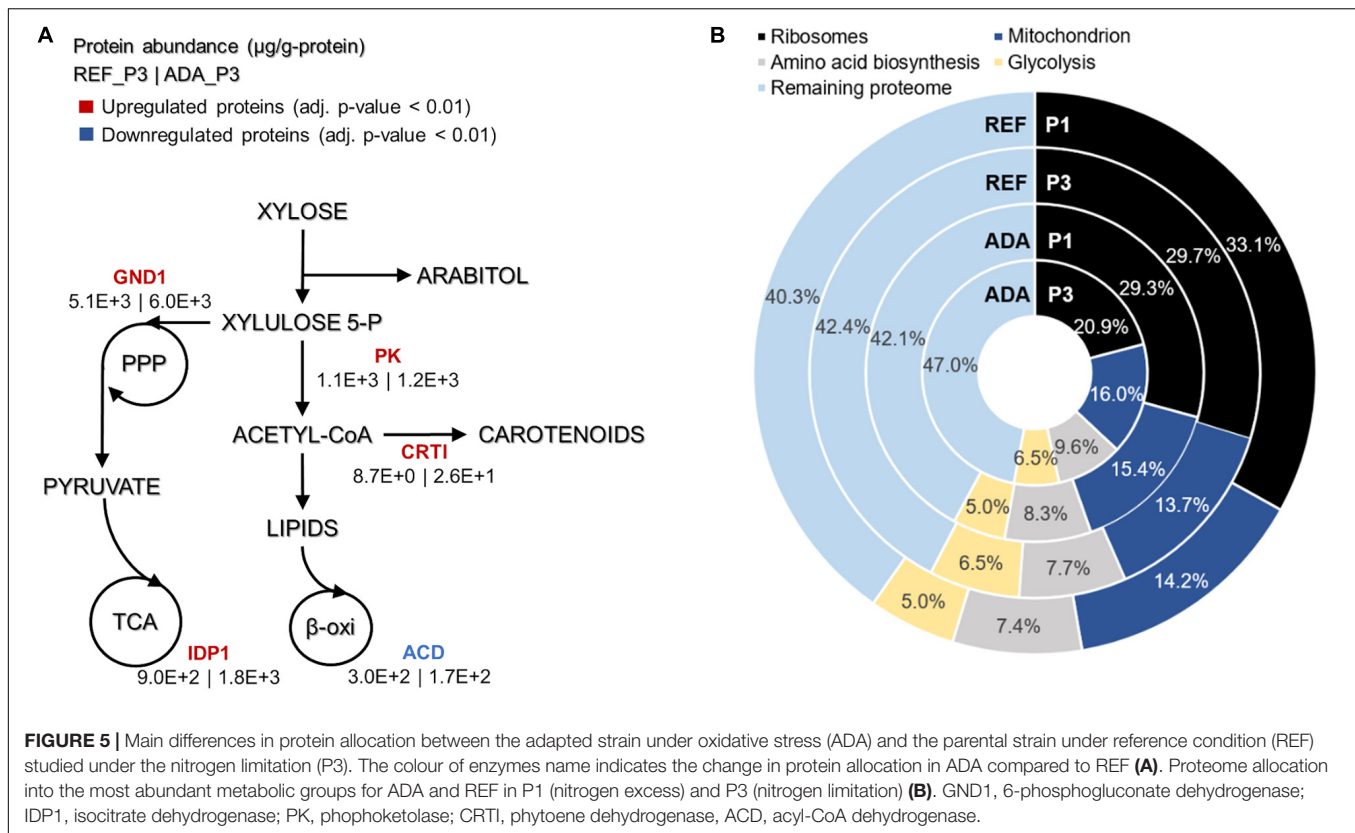 A
Protein abundance (µg/g-protein)
REF_P3 | ADA_P3
Upregulated proteins (adj. p-value < 0.01)
Downregulated proteins (adj. p-value < 0.01)
XYLOSE
ARABITOL
GND1
5.1E+3 | 6.0E+3
XYLULOSE 5-P
PPP
PK
1.1E+3 | 1.2E+3
ACETYL-CoA
CAROTENOIDS
CRTI
8.7E+0 | 2.6E+1
PYRUVATE
LIPIDS
TCA
β-oxi
IDP1
9.0E+2 | 1.8E+3
ACD
3.0E+2 | 1.7E+2
B
Ribosomes
Mitochondrion
Amino acid biosynthesis
Glycolysis
Remaining proteome
REF P1
REF P3
ADA P1
ADA P3
33.1%
29.7%
29.3%
20.9%
40.3%
42.4%
42.1%
47.0%
16.0%
15.4%
13.7%
14.2%
9.6%
8.3%
7.7%
7.4%
6.5%
5.0%
6.5%
5.0%
FIGURE 5 | Main differences in protein allocation between the adapted strain under oxidative stress (ADA) and the parental strain under reference condition (REF)
studied under the nitrogen limitation (P3). The colour of enzymes name indicates the change in protein allocation in ADA compared to REF (A). Proteome allocation
into the most abundant metabolic groups for ADA and REF in P1 (nitrogen excess) and P3 (nitrogen limitation) (B). GND1, 6-phosphogluconate dehydrogenase;
IDP1, isocitrate dehydrogenase; PK, phophoketolase; CRTI, phytoene dehydrogenase, ACD, acyl-CoA dehydrogenase.